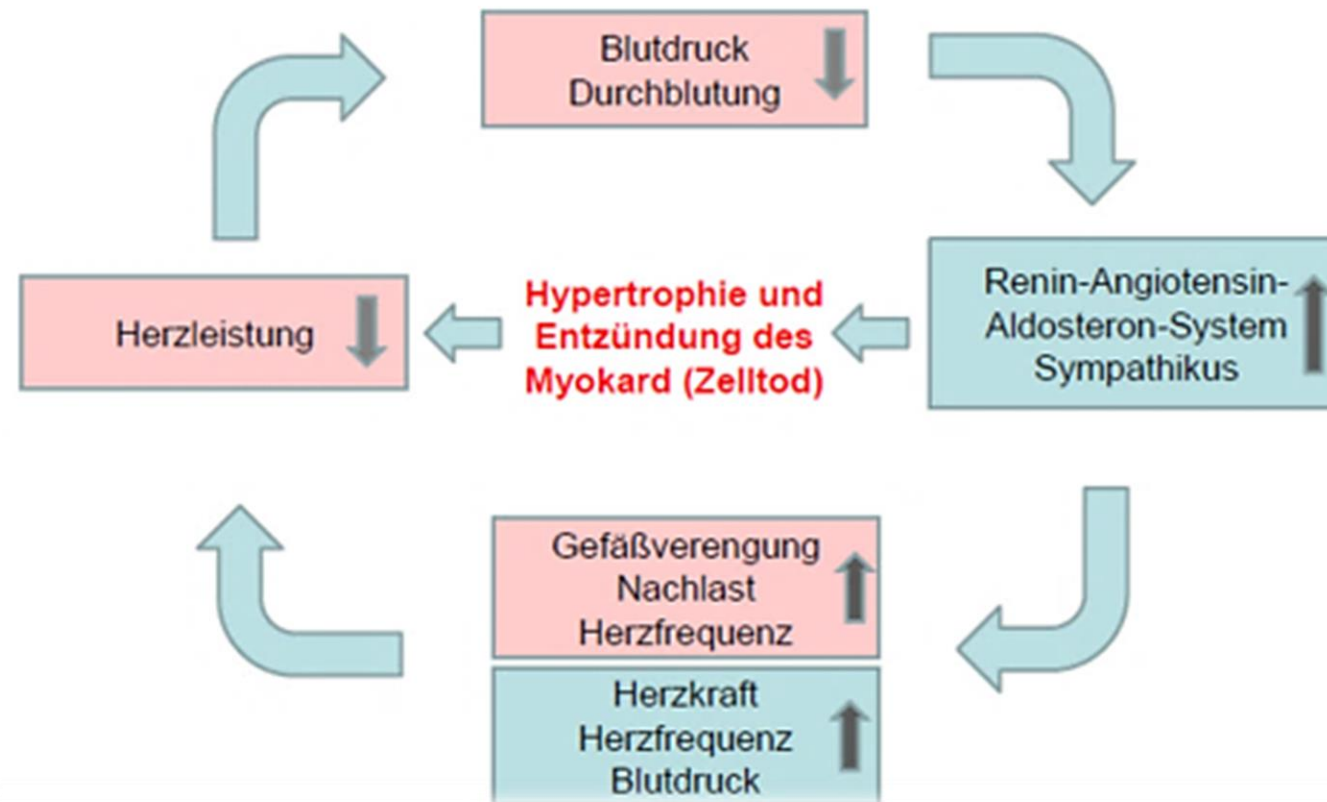 Blutdruck
Durchblutung
Herzleistung
Hypertrophie und
Entzündung des
Myokard (Zelltod)
Renin-Angiotensin-
Aldosteron-System
Sympathikus
Gefäßverengung
Nachlast
Herzfrequenz
Herzkraft
Herzfrequenz
Blutdruck